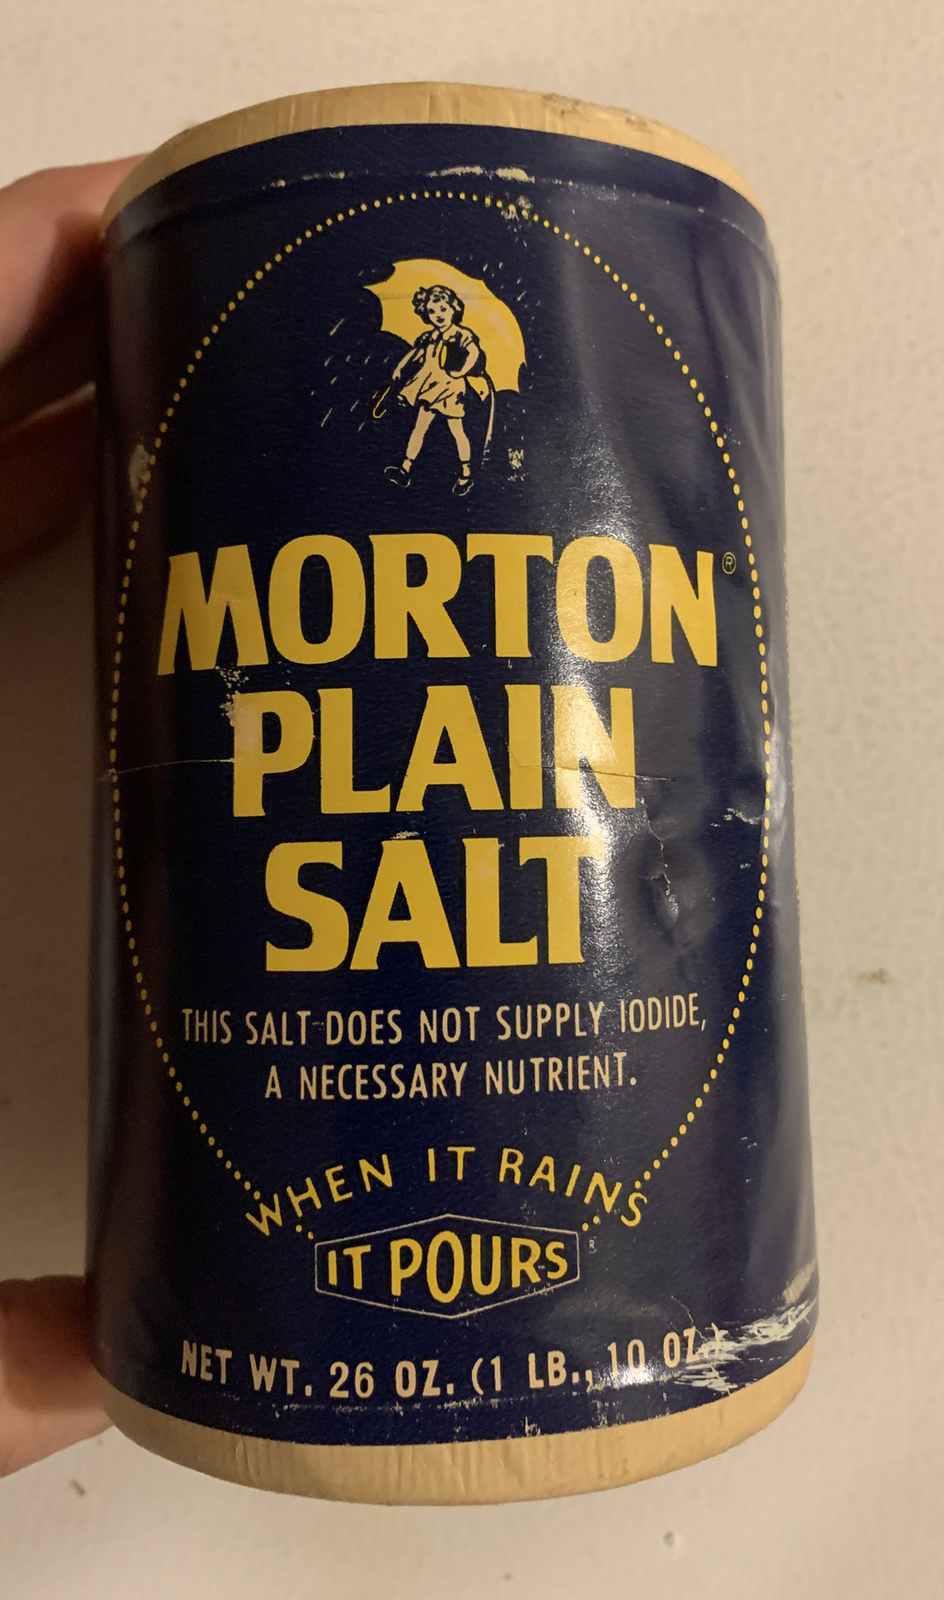 MORTON®
PLAIN
SALT
THIS SALT DOES NOT SUPPLY IODIDE,
A NECESSARY NUTRIENT.
WHEN IT RAINS
IT POURS®
NET WT. 26 OZ. (1 LB., 10 OZ.)